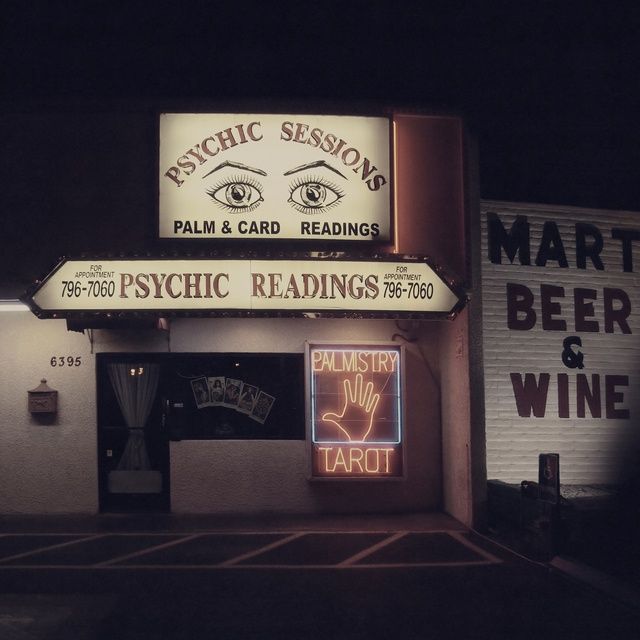 PSYCHIC SESSIONS
PALM & CARD READINGS
FOR APPOINTMENT
796-7060
PSYCHIC READINGS
FOR APPOINTMENT
796-7060
6395
PALMISTRY
TAROT
MART
BEER
&
WINE